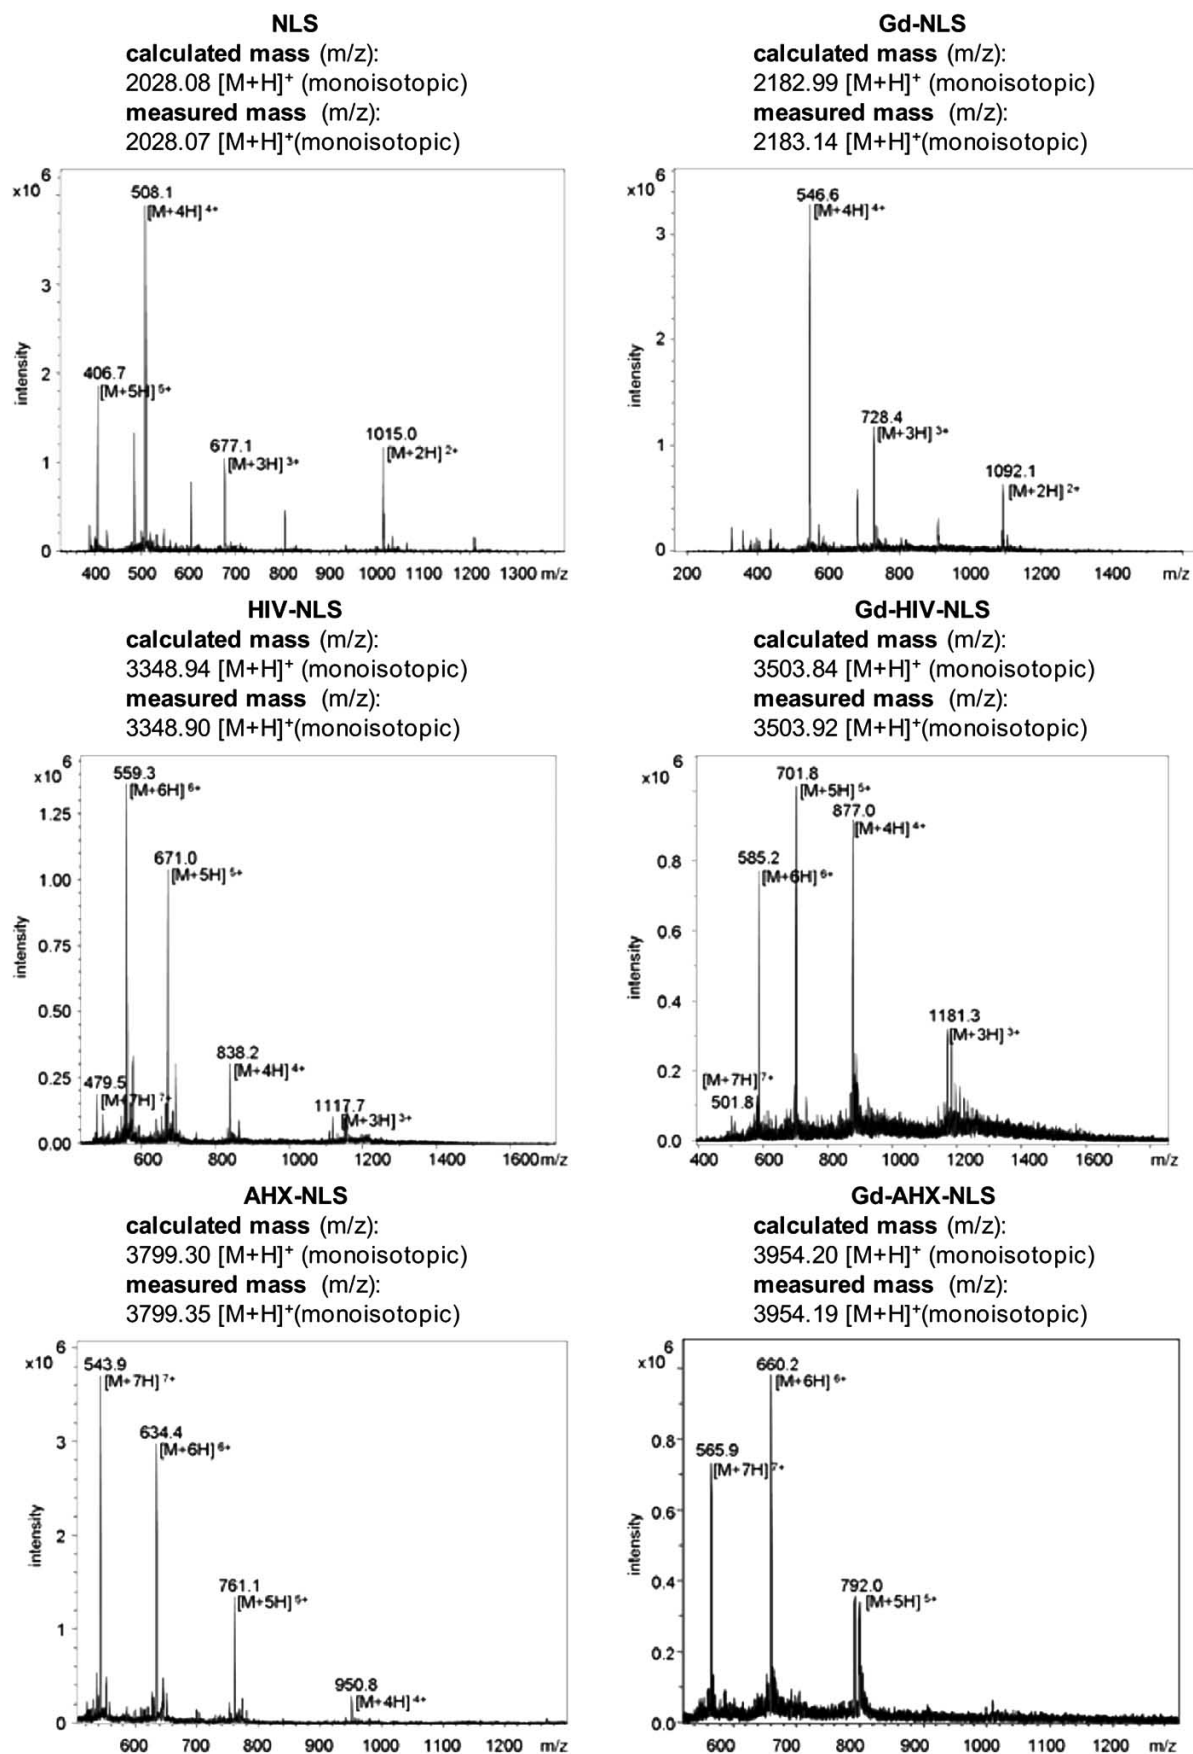 NLS
calculated mass (m/z):
2028.08 [M+H]⁺ (monoisotopic)
measured mass (m/z):
2028.07 [M+H]⁺(monoisotopic)
x10 6
508.1
[M+4H] 4+
406.7
[M+5H] 5+
677.1
[M+3H] 3+
1015.0
[M+2H] 2+
3
2
1
0
intensity
400 500 600 700 800 900 1000 1100 1200 1300 m/z
Gd-NLS
calculated mass (m/z):
2182.99 [M+H]⁺ (monoisotopic)
measured mass (m/z):
2183.14 [M+H]⁺(monoisotopic)
x10 6
546.6
[M+4H] 4+
728.4
[M+3H] 3+
1092.1
[M+2H] 2+
3
2
1
0
intensity
200 400 600 800 1000 1200 1400 m/z
HIV-NLS
calculated mass (m/z):
3348.94 [M+H]⁺ (monoisotopic)
measured mass (m/z):
3348.90 [M+H]⁺(monoisotopic)
x10 6
559.3
[M+6H] 6+
671.0
[M+5H] 5+
838.2
[M+4H] 4+
479.5
[M+7H] 7+
1117.7
[M+3H] 3+
1.25
1.00
0.75
0.50
0.25
0.00
intensity
600 800 1000 1200 1400 1600 m/z
Gd-HIV-NLS
calculated mass (m/z):
3503.84 [M+H]⁺ (monoisotopic)
measured mass (m/z):
3503.92 [M+H]⁺(monoisotopic)
x10 6
701.8
[M+5H] 5+
877.0
[M+4H] 4+
585.2
[M+6H] 6+
1181.3
[M+3H] 3+
[M+7H] 7+
501.8
0.8
0.6
0.4
0.2
0.0
intensity
400 600 800 1000 1200 1400 1600 m/z
AHX-NLS
calculated mass (m/z):
3799.30 [M+H]⁺ (monoisotopic)
measured mass (m/z):
3799.35 [M+H]⁺(monoisotopic)
x10 6
543.9
[M+7H] 7+
634.4
[M+6H] 6+
761.1
[M+5H] 5+
950.8
[M+4H] 4+
3
2
1
0
intensity
600 700 800 900 1000 1100 1200 m/z
Gd-AHX-NLS
calculated mass (m/z):
3954.20 [M+H]⁺ (monoisotopic)
measured mass (m/z):
3954.19 [M+H]⁺(monoisotopic)
x10 6
660.2
[M+6H] 6+
565.9
[M+7H] 7+
792.0
[M+5H] 5+
0.8
0.6
0.4
0.2
0.0
intensity
600 700 800 900 1000 1100 1200 m/z